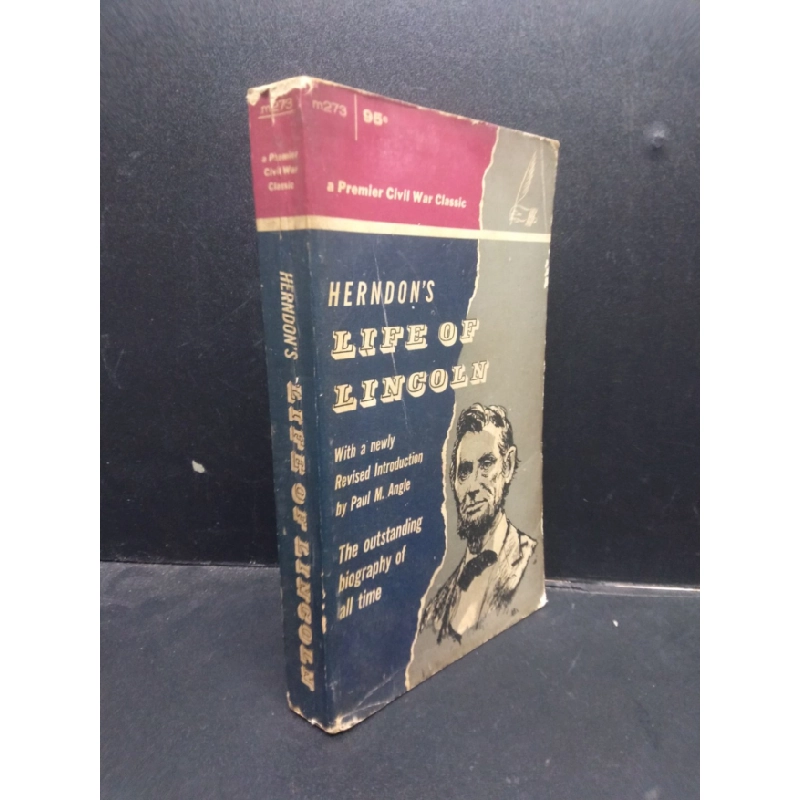 m273
a Premier
Civil War
Classic
HERNDON'S
LIFE OF LINCOLN
m273 95¢
a Premier Civil War Classic
HERNDON'S
LIFE OF
LINCOLN
With a newly
Revised Introduction
by Paul M. Angle
The outstanding
biography of
all time